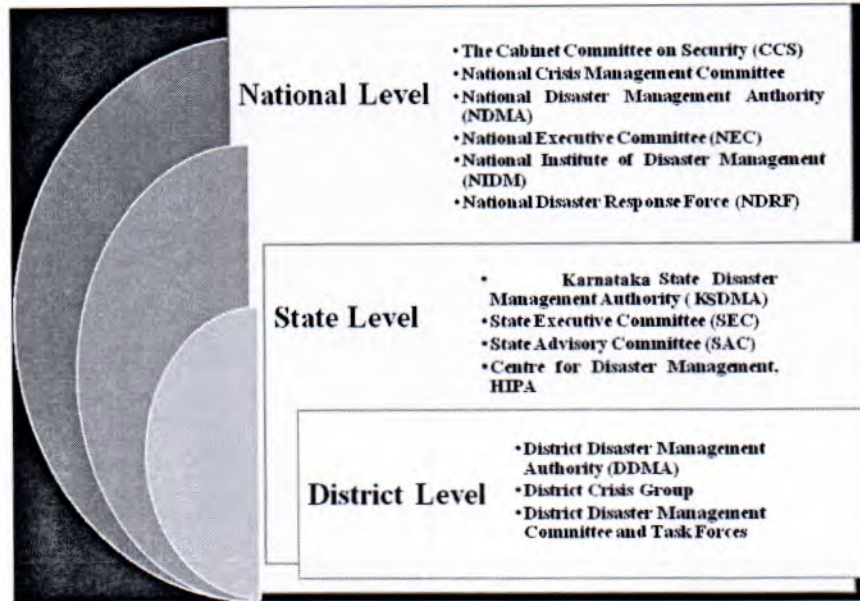 National Level
•The Cabinet Committee on Security (CCS)
•National Crisis Management Committee
•National Disaster Management Authority
(NDMA)
•National Executive Committee (NEC)
•National Institute of Disaster Management
(NIDM)
•National Disaster Response Force (NDRF)
State Level
• Karnataka State Disaster
Management Authority ( KSDMA)
•State Executive Committee (SEC)
•State Advisory Committee (SAC)
•Centre for Disaster Management.
HIPA
District Level
•District Disaster Management
Authority (DDMA)
•District Crisis Group
•District Disaster Management
Committee and Task Forces